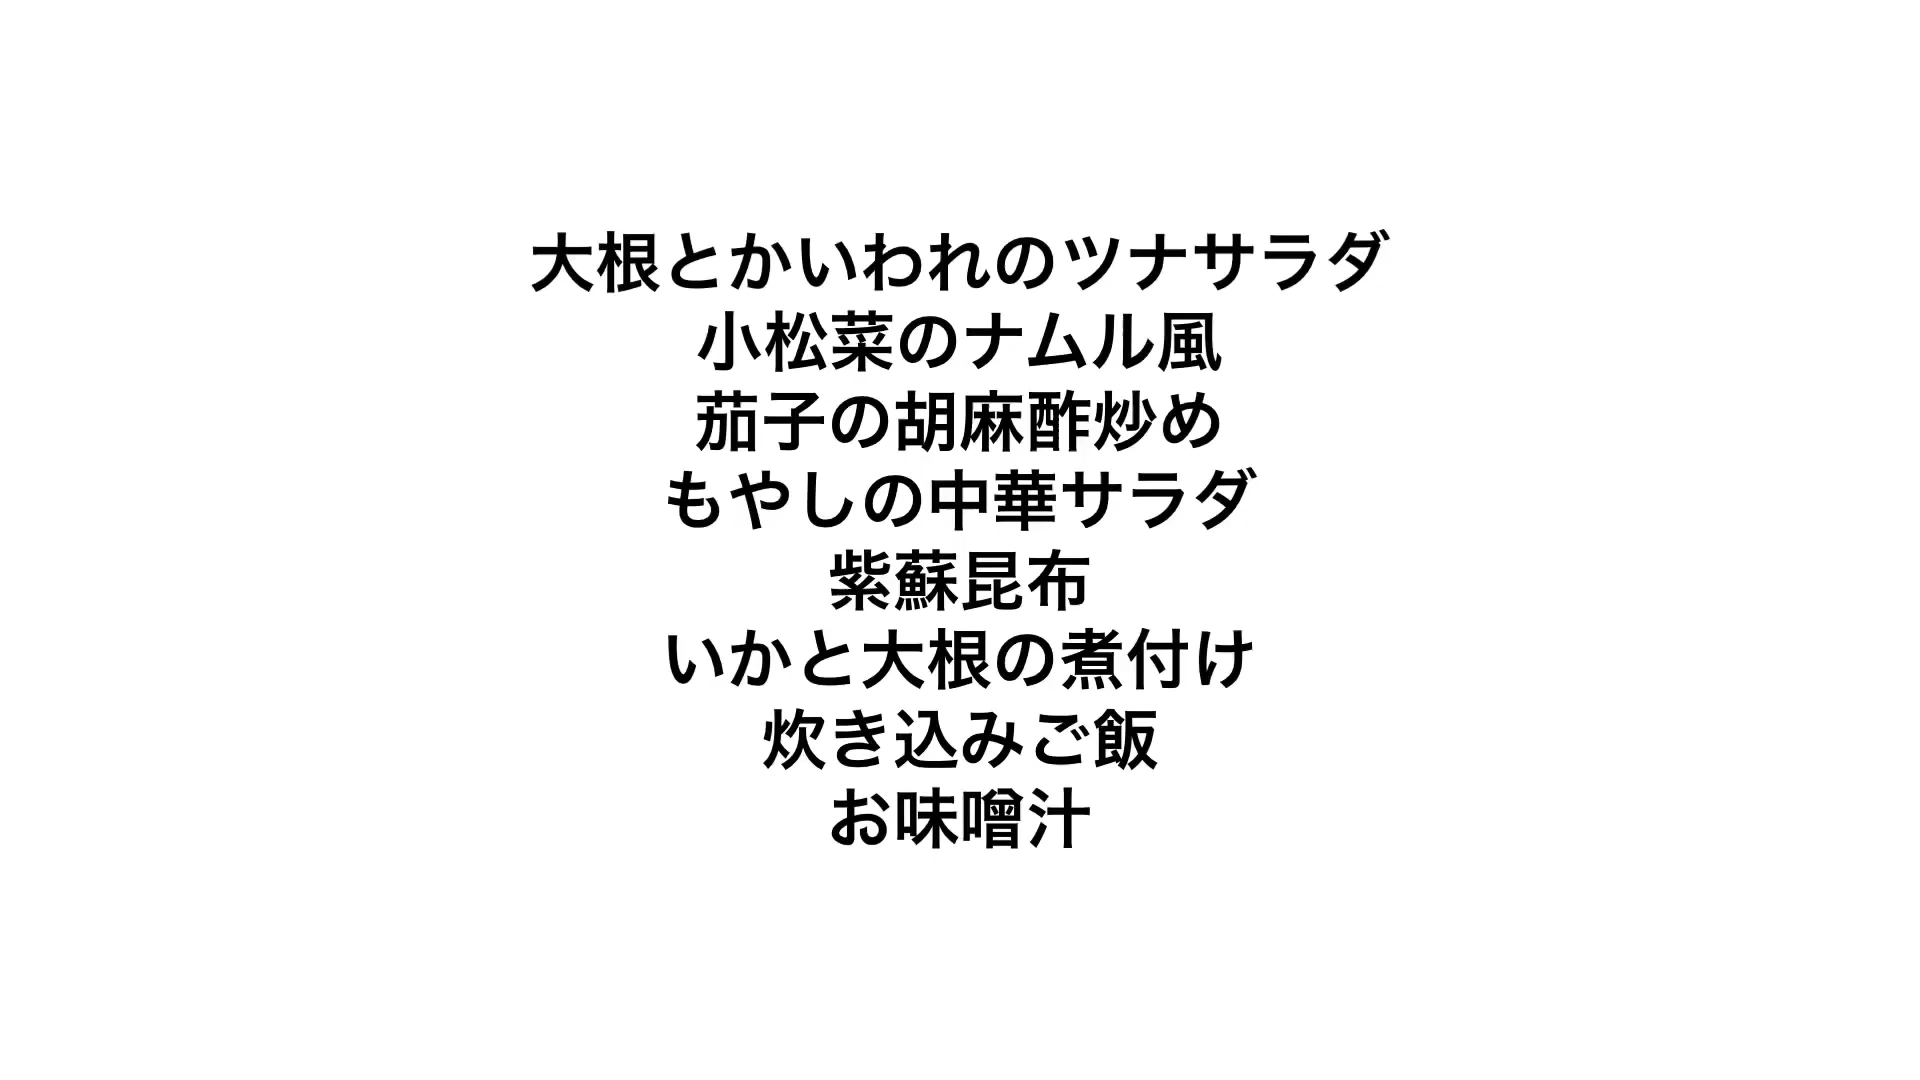 大根とかいわれのツナサラダ
小松菜のナムル風
茄子の胡麻酢炒め
もやしの中華サラダ
紫蘇昆布
いかと大根の煮付け
炊き込みご飯
お味噌汁